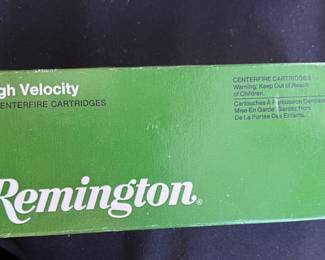 gh Velocity
CENTERFIRE CARTRIDGES
CENTERFIRE CARTRIDGES
Warning: Keep Out of Reach
of Children.
Cartouches À Percussion Central
Mise En Garde: Gardez Hors
De La Portée Des Enfants.
Remington®